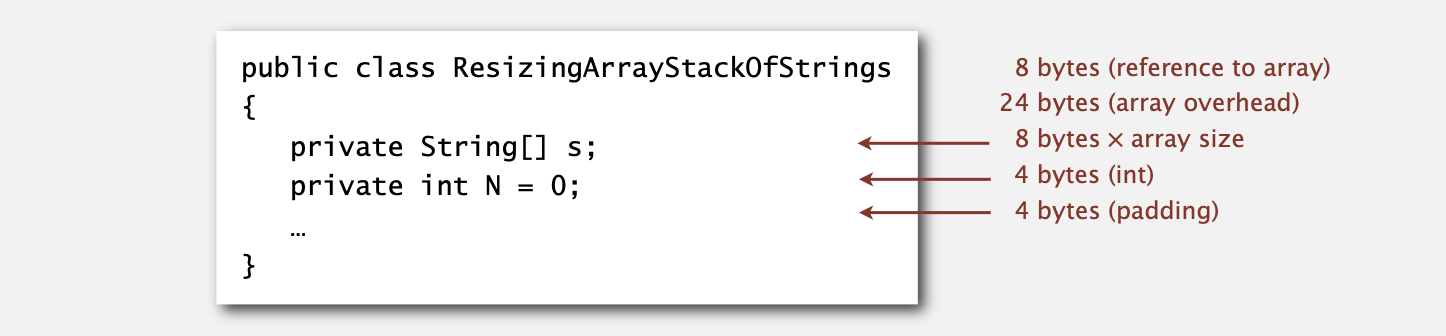 public class ResizingArrayStackOfStrings
{
private String[] s;
private int N = 0;
…
}
8 bytes (reference to array)
24 bytes (array overhead)
8 bytes × array size
4 bytes (int)
4 bytes (padding)